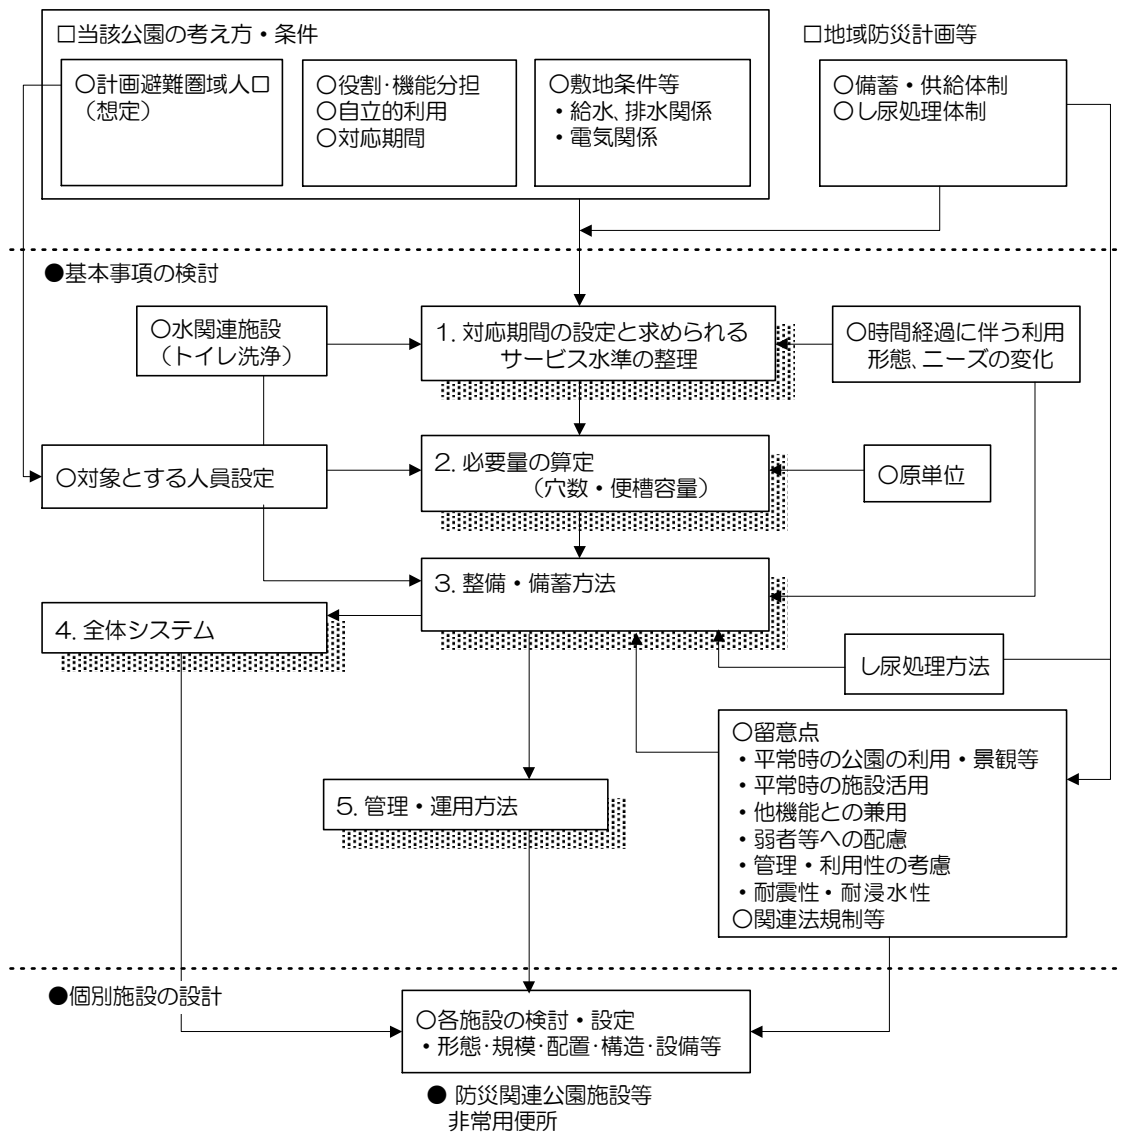 □当該公園の考え方・条件
○計画避難圏域人口
（想定）
○役割・機能分担
○自立的利用
○対応期間
○敷地条件等
・給水、排水関係
・電気関係
□地域防災計画等
○備蓄・供給体制
○し尿処理体制
●基本事項の検討
○水関連施設
（トイレ洗浄）
1．対応期間の設定と求められる
サービス水準の整理
○時間経過に伴う利用
形態、ニーズの変化
○対象とする人員設定
2．必要量の算定
（穴数・便槽容量）
○原単位
3．整備・備蓄方法
4．全体システム
し尿処理方法
○留意点
・平常時の公園の利用・景観等
・平常時の施設活用
・他機能との兼用
・弱者等への配慮
・管理・利用性の考慮
・耐震性・耐浸水性
○関連法規制等
5．管理・運用方法
●個別施設の設計
○各施設の検討・設定
・形態・規模・配置・構造・設備等
● 防災関連公園施設等
非常用便所